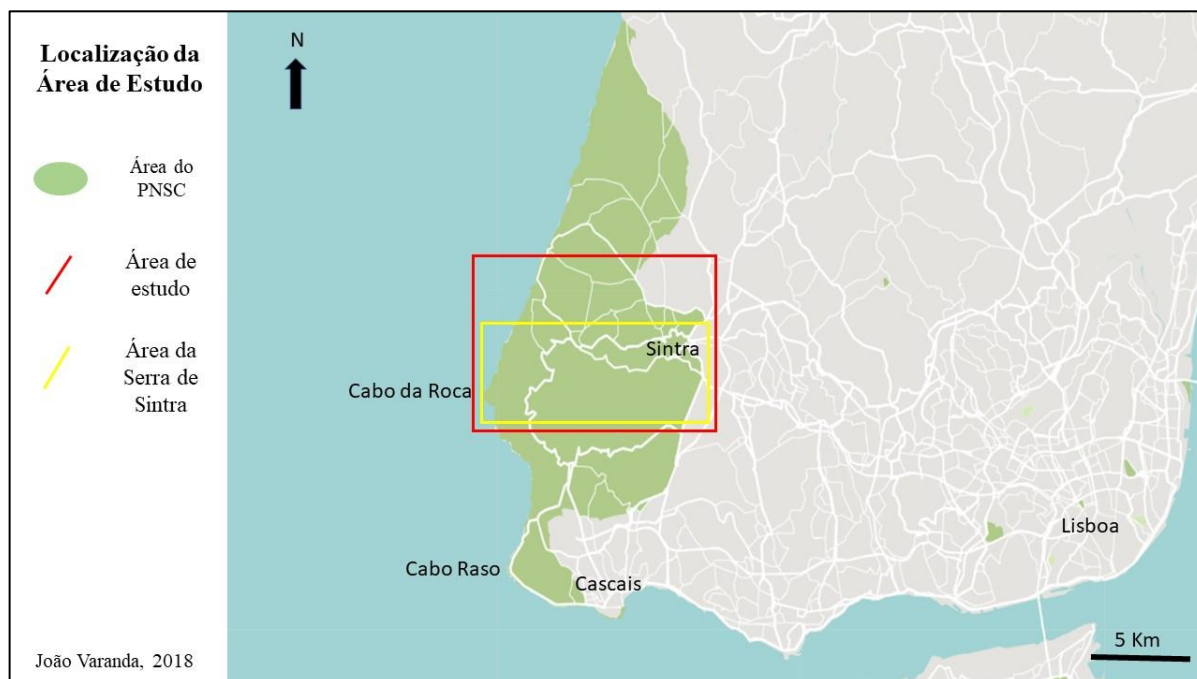 Localização da
Área de Estudo
Área do
PNSC
Área de
estudo
Área da
Serra de
Sintra
João Varanda, 2018
N
Sintra
Cabo da Roca
Lisboa
Cabo Raso
Cascais
5 Km